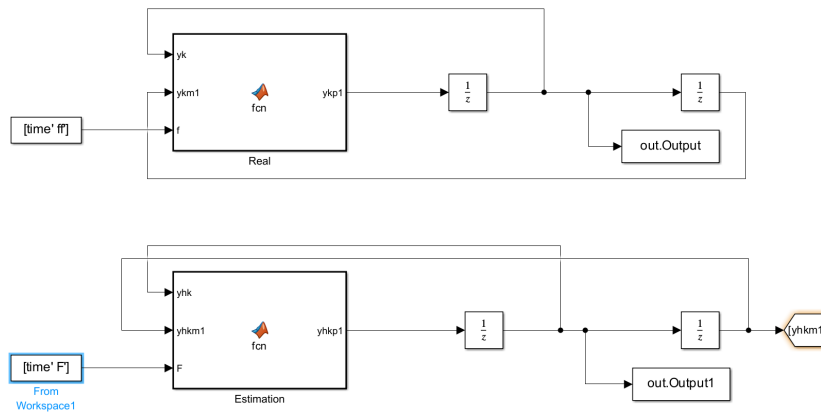 yk
ykm1
f
fcn
ykp1
1
z
1
z
[time' ff']
out.Output
Real
yhk
yhkm1
F
fcn
yhkp1
1
z
1
z
[yhkm1
[time' F']
out.Output1
From
Workspace1
Estimation